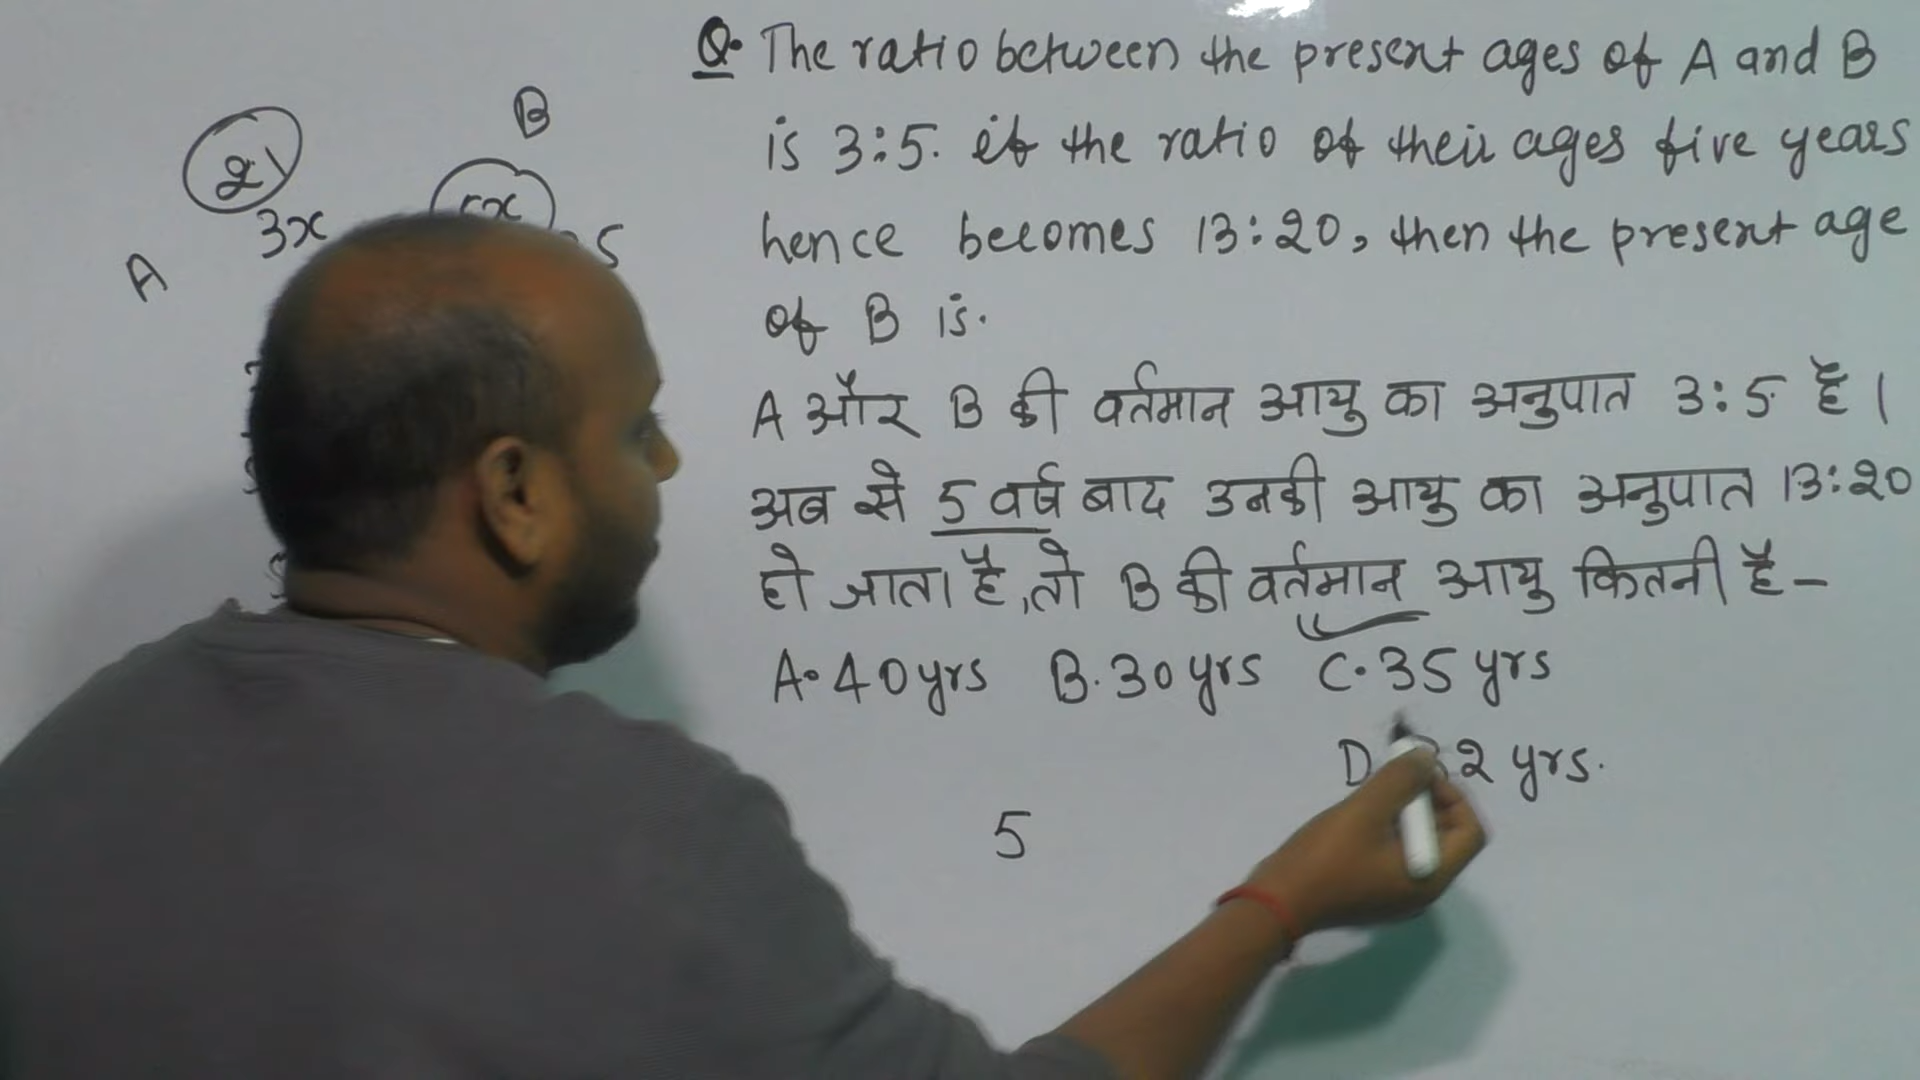 Q. The ratio between the present ages of A and B
is 3:5. if the ratio of their ages five years
hence becomes 13:20, then the present age
of B is.
A और B की वर्तमान आयु का अनुपात 3:5 है।
अब से 5 वर्ष बाद उनकी आयु का अनुपात 13:20
हो जाता है, तो B की वर्तमान आयु कितनी है-
A. 40 yrs B. 30 yrs C. 35 yrs
D. 2 yrs.
5
B
21
3x
A